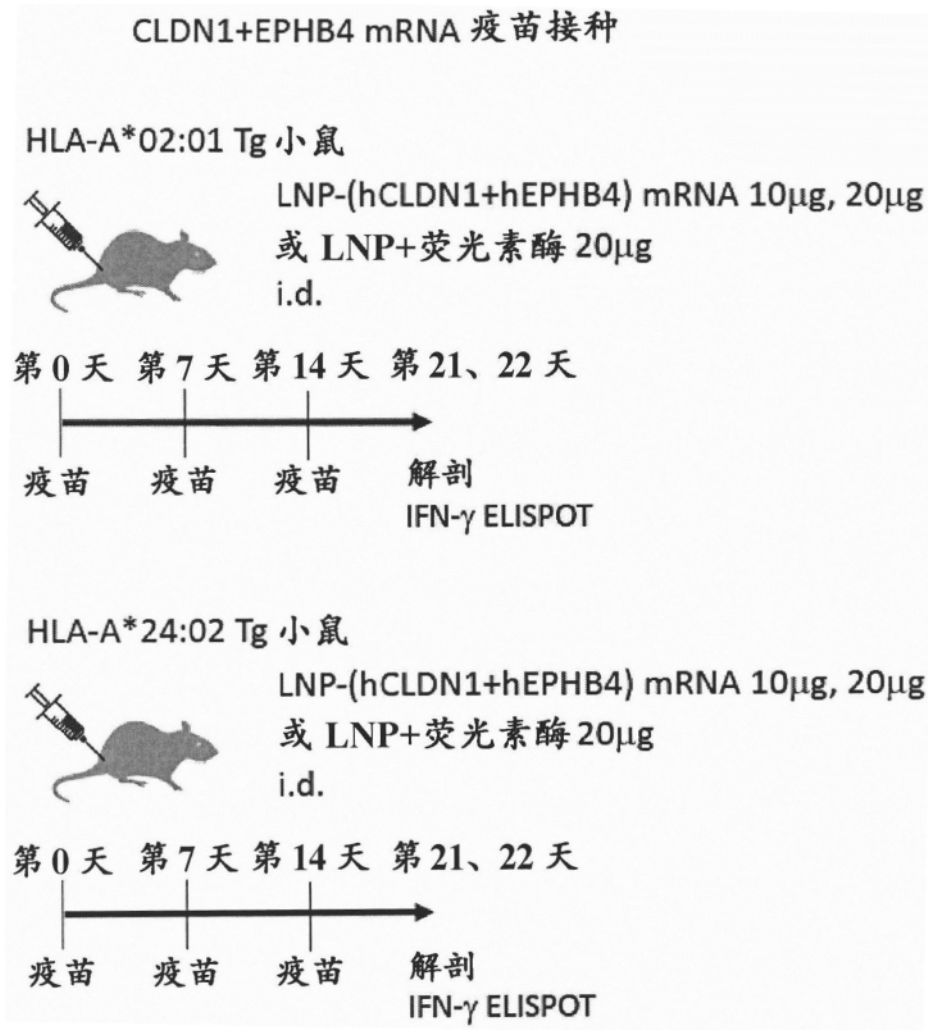 CLDN1+EPHB4 mRNA 疫苗接种
HLA-A*02:01 Tg 小鼠
LNP-(hCLDN1+hEPHB4) mRNA 10μg, 20μg
或 LNP+荧光素酶 20μg
i.d.
第 0 天 第 7 天 第 14 天 第 21、22 天
疫苗 疫苗 疫苗 解剖
IFN-γ ELISPOT
HLA-A*24:02 Tg 小鼠
LNP-(hCLDN1+hEPHB4) mRNA 10μg, 20μg
或 LNP+荧光素酶 20μg
i.d.
第 0 天 第 7 天 第 14 天 第 21、22 天
疫苗 疫苗 疫苗 解剖
IFN-γ ELISPOT